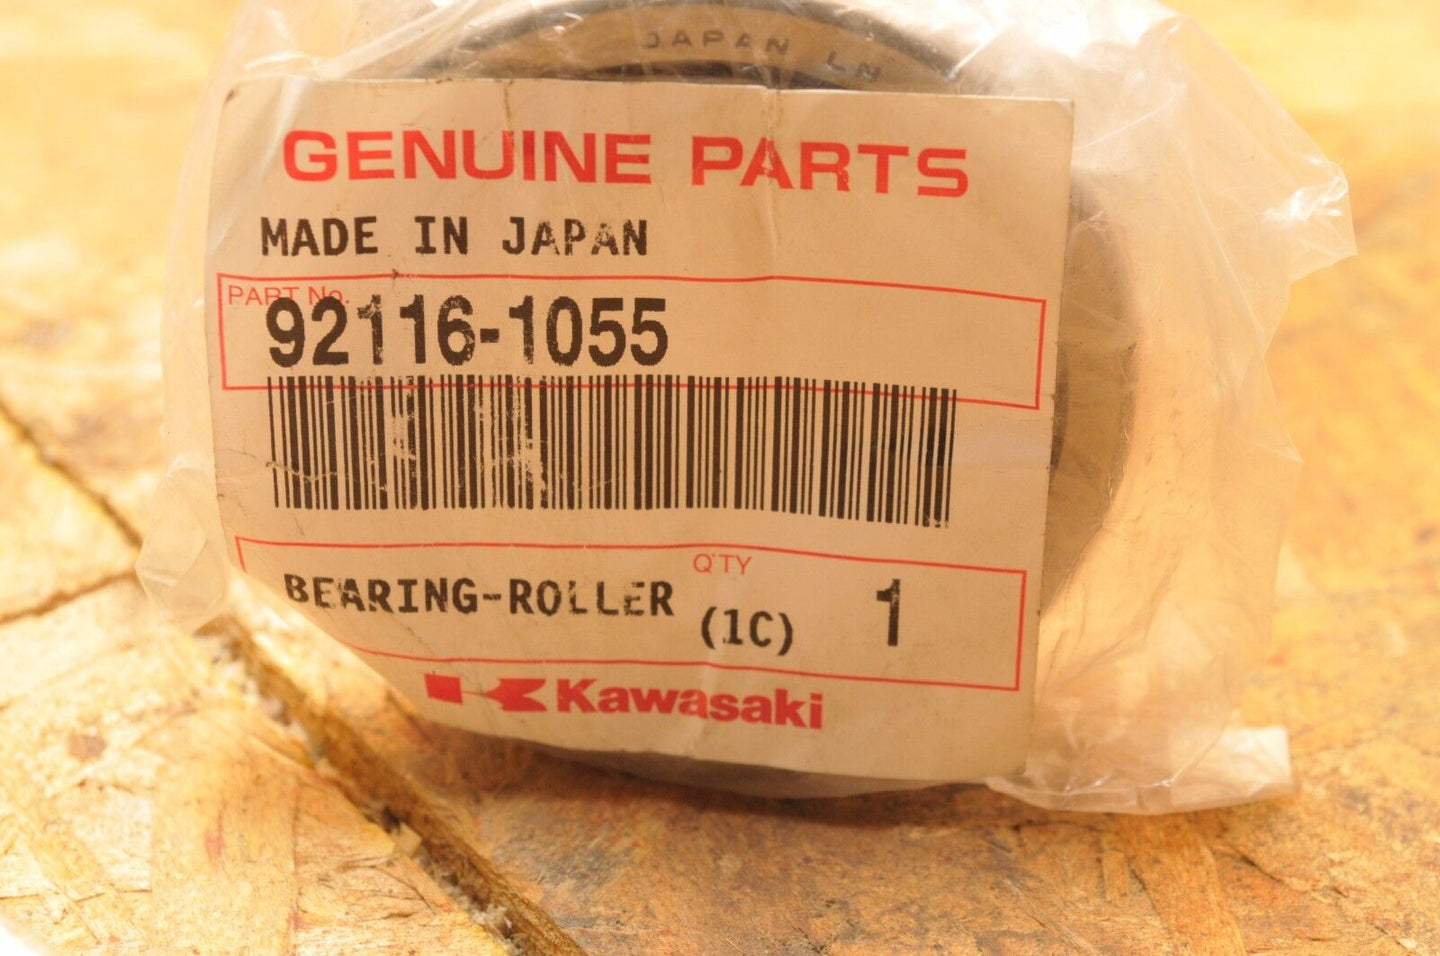 JAPAN
GENUINE PARTS
MADE IN JAPAN
PART No.
92116-1055
Q'TY
BEARING-ROLLER
(1C)
1
Kawasaki